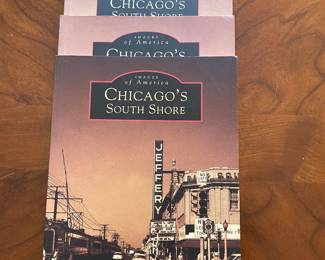 CHICAGO'S
SOUTH SHORE
IMAGES
of America
CHICAGO'S
IMAGES
of America
CHICAGO'S
SOUTH SHORE
JEFFERY